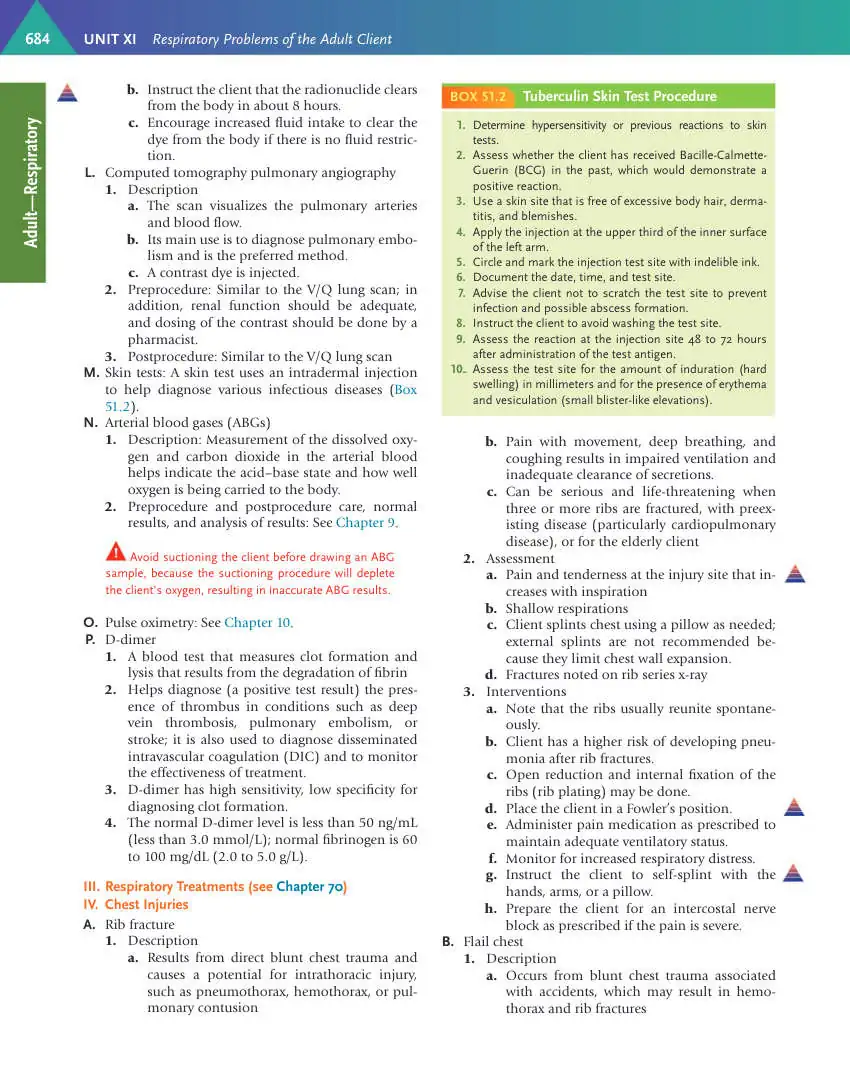 684
UNIT XI Respiratory Problems of the Adult Client
Adult—Respiratory
b. Instruct the client that the radionuclide clears
from the body in about 8 hours.
c. Encourage increased fluid intake to clear the
dye from the body if there is no fluid restric-
tion.
L. Computed tomography pulmonary angiography
1. Description
a. The scan visualizes the pulmonary arteries
and blood flow.
b. Its main use is to diagnose pulmonary embo-
lism and is the preferred method.
c. A contrast dye is injected.
2. Preprocedure: Similar to the V/Q lung scan; in
addition, renal function should be adequate,
and dosing of the contrast should be done by a
pharmacist.
3. Postprocedure: Similar to the V/Q lung scan
M. Skin tests: A skin test uses an intradermal injection
to help diagnose various infectious diseases (Box
51.2).
N. Arterial blood gases (ABGs)
1. Description: Measurement of the dissolved oxy-
gen and carbon dioxide in the arterial blood
helps indicate the acid–base state and how well
oxygen is being carried to the body.
2. Preprocedure and postprocedure care, normal
results, and analysis of results: See Chapter 9.
! Avoid suctioning the client before drawing an ABG
sample, because the suctioning procedure will deplete
the client's oxygen, resulting in inaccurate ABG results.
O. Pulse oximetry: See Chapter 10.
P. D-dimer
1. A blood test that measures clot formation and
lysis that results from the degradation of fibrin
2. Helps diagnose (a positive test result) the pres-
ence of thrombus in conditions such as deep
vein thrombosis, pulmonary embolism, or
stroke; it is also used to diagnose disseminated
intravascular coagulation (DIC) and to monitor
the effectiveness of treatment.
3. D-dimer has high sensitivity, low specificity for
diagnosing clot formation.
4. The normal D-dimer level is less than 50 ng/mL
(less than 3.0 mmol/L); normal fibrinogen is 60
to 100 mg/dL (2.0 to 5.0 g/L).
III. Respiratory Treatments (see Chapter 70)
IV. Chest Injuries
A. Rib fracture
1. Description
a. Results from direct blunt chest trauma and
causes a potential for intrathoracic injury,
such as pneumothorax, hemothorax, or pul-
monary contusion
BOX 51.2 Tuberculin Skin Test Procedure
1. Determine hypersensitivity or previous reactions to skin
tests.
2. Assess whether the client has received Bacille-Calmette-
Guerin (BCG) in the past, which would demonstrate a
positive reaction.
3. Use a skin site that is free of excessive body hair, derma-
titis, and blemishes.
4. Apply the injection at the upper third of the inner surface
of the left arm.
5. Circle and mark the injection test site with indelible ink.
6. Document the date, time, and test site.
7. Advise the client not to scratch the test site to prevent
infection and possible abscess formation.
8. Instruct the client to avoid washing the test site.
9. Assess the reaction at the injection site 48 to 72 hours
after administration of the test antigen.
10. Assess the test site for the amount of induration (hard
swelling) in millimeters and for the presence of erythema
and vesiculation (small blister-like elevations).
b. Pain with movement, deep breathing, and
coughing results in impaired ventilation and
inadequate clearance of secretions.
c. Can be serious and life-threatening when
three or more ribs are fractured, with preex-
isting disease (particularly cardiopulmonary
disease), or for the elderly client
2. Assessment
a. Pain and tenderness at the injury site that in-
creases with inspiration
b. Shallow respirations
c. Client splints chest using a pillow as needed;
external splints are not recommended be-
cause they limit chest wall expansion.
d. Fractures noted on rib series x-ray
3. Interventions
a. Note that the ribs usually reunite spontane-
ously.
b. Client has a higher risk of developing pneu-
monia after rib fractures.
c. Open reduction and internal fixation of the
ribs (rib plating) may be done.
d. Place the client in a Fowler's position.
e. Administer pain medication as prescribed to
maintain adequate ventilatory status.
f. Monitor for increased respiratory distress.
g. Instruct the client to self-splint with the
hands, arms, or a pillow.
h. Prepare the client for an intercostal nerve
block as prescribed if the pain is severe.
B. Flail chest
1. Description
a. Occurs from blunt chest trauma associated
with accidents, which may result in hemo-
thorax and rib fractures